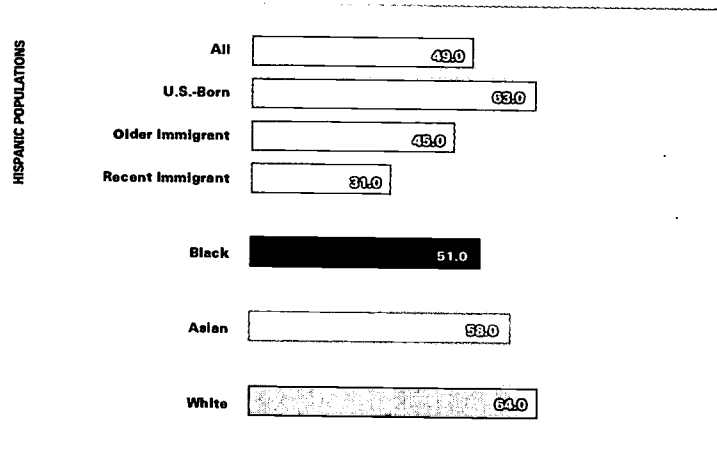 HISPANIC POPULATIONS
All 49.0
U.S.-Born 63.0
Older Immigrant 45.0
Recent Immigrant 31.0
Black 51.0
Asian 58.0
White 64.0